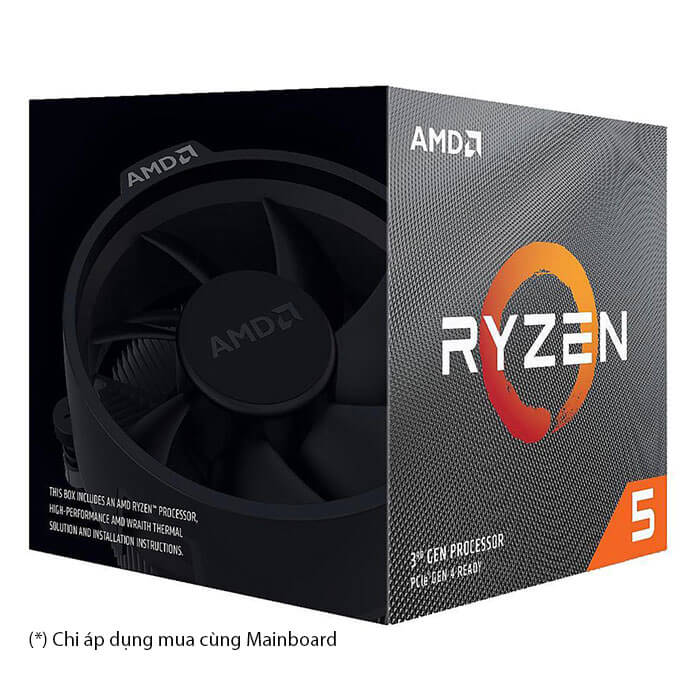 AMD
AMD
THIS BOX INCLUDES AN AMD RYZEN™ PROCESSOR,
HIGH-PERFORMANCE AMD WRAITH THERMAL
SOLUTION AND INSTALLATION INSTRUCTIONS.
AMD
RYZEN
5
3RD GEN PROCESSOR
PCIe® GEN 4 READY
(*) Chỉ áp dụng mua cùng Mainboard